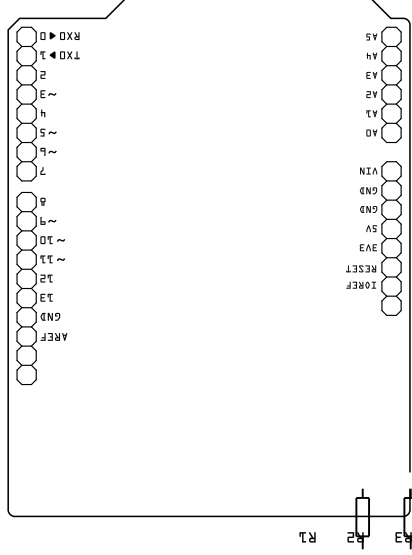 RX0▶0
TX0▶1
2
~3
4
~5
~6
7
8
~9
~10
~11
12
13
GND
AREF
A5
A4
A3
A2
A1
A0
VIN
GND
GND
5V
3V3
RESET
IOREF
R1
R2
R3